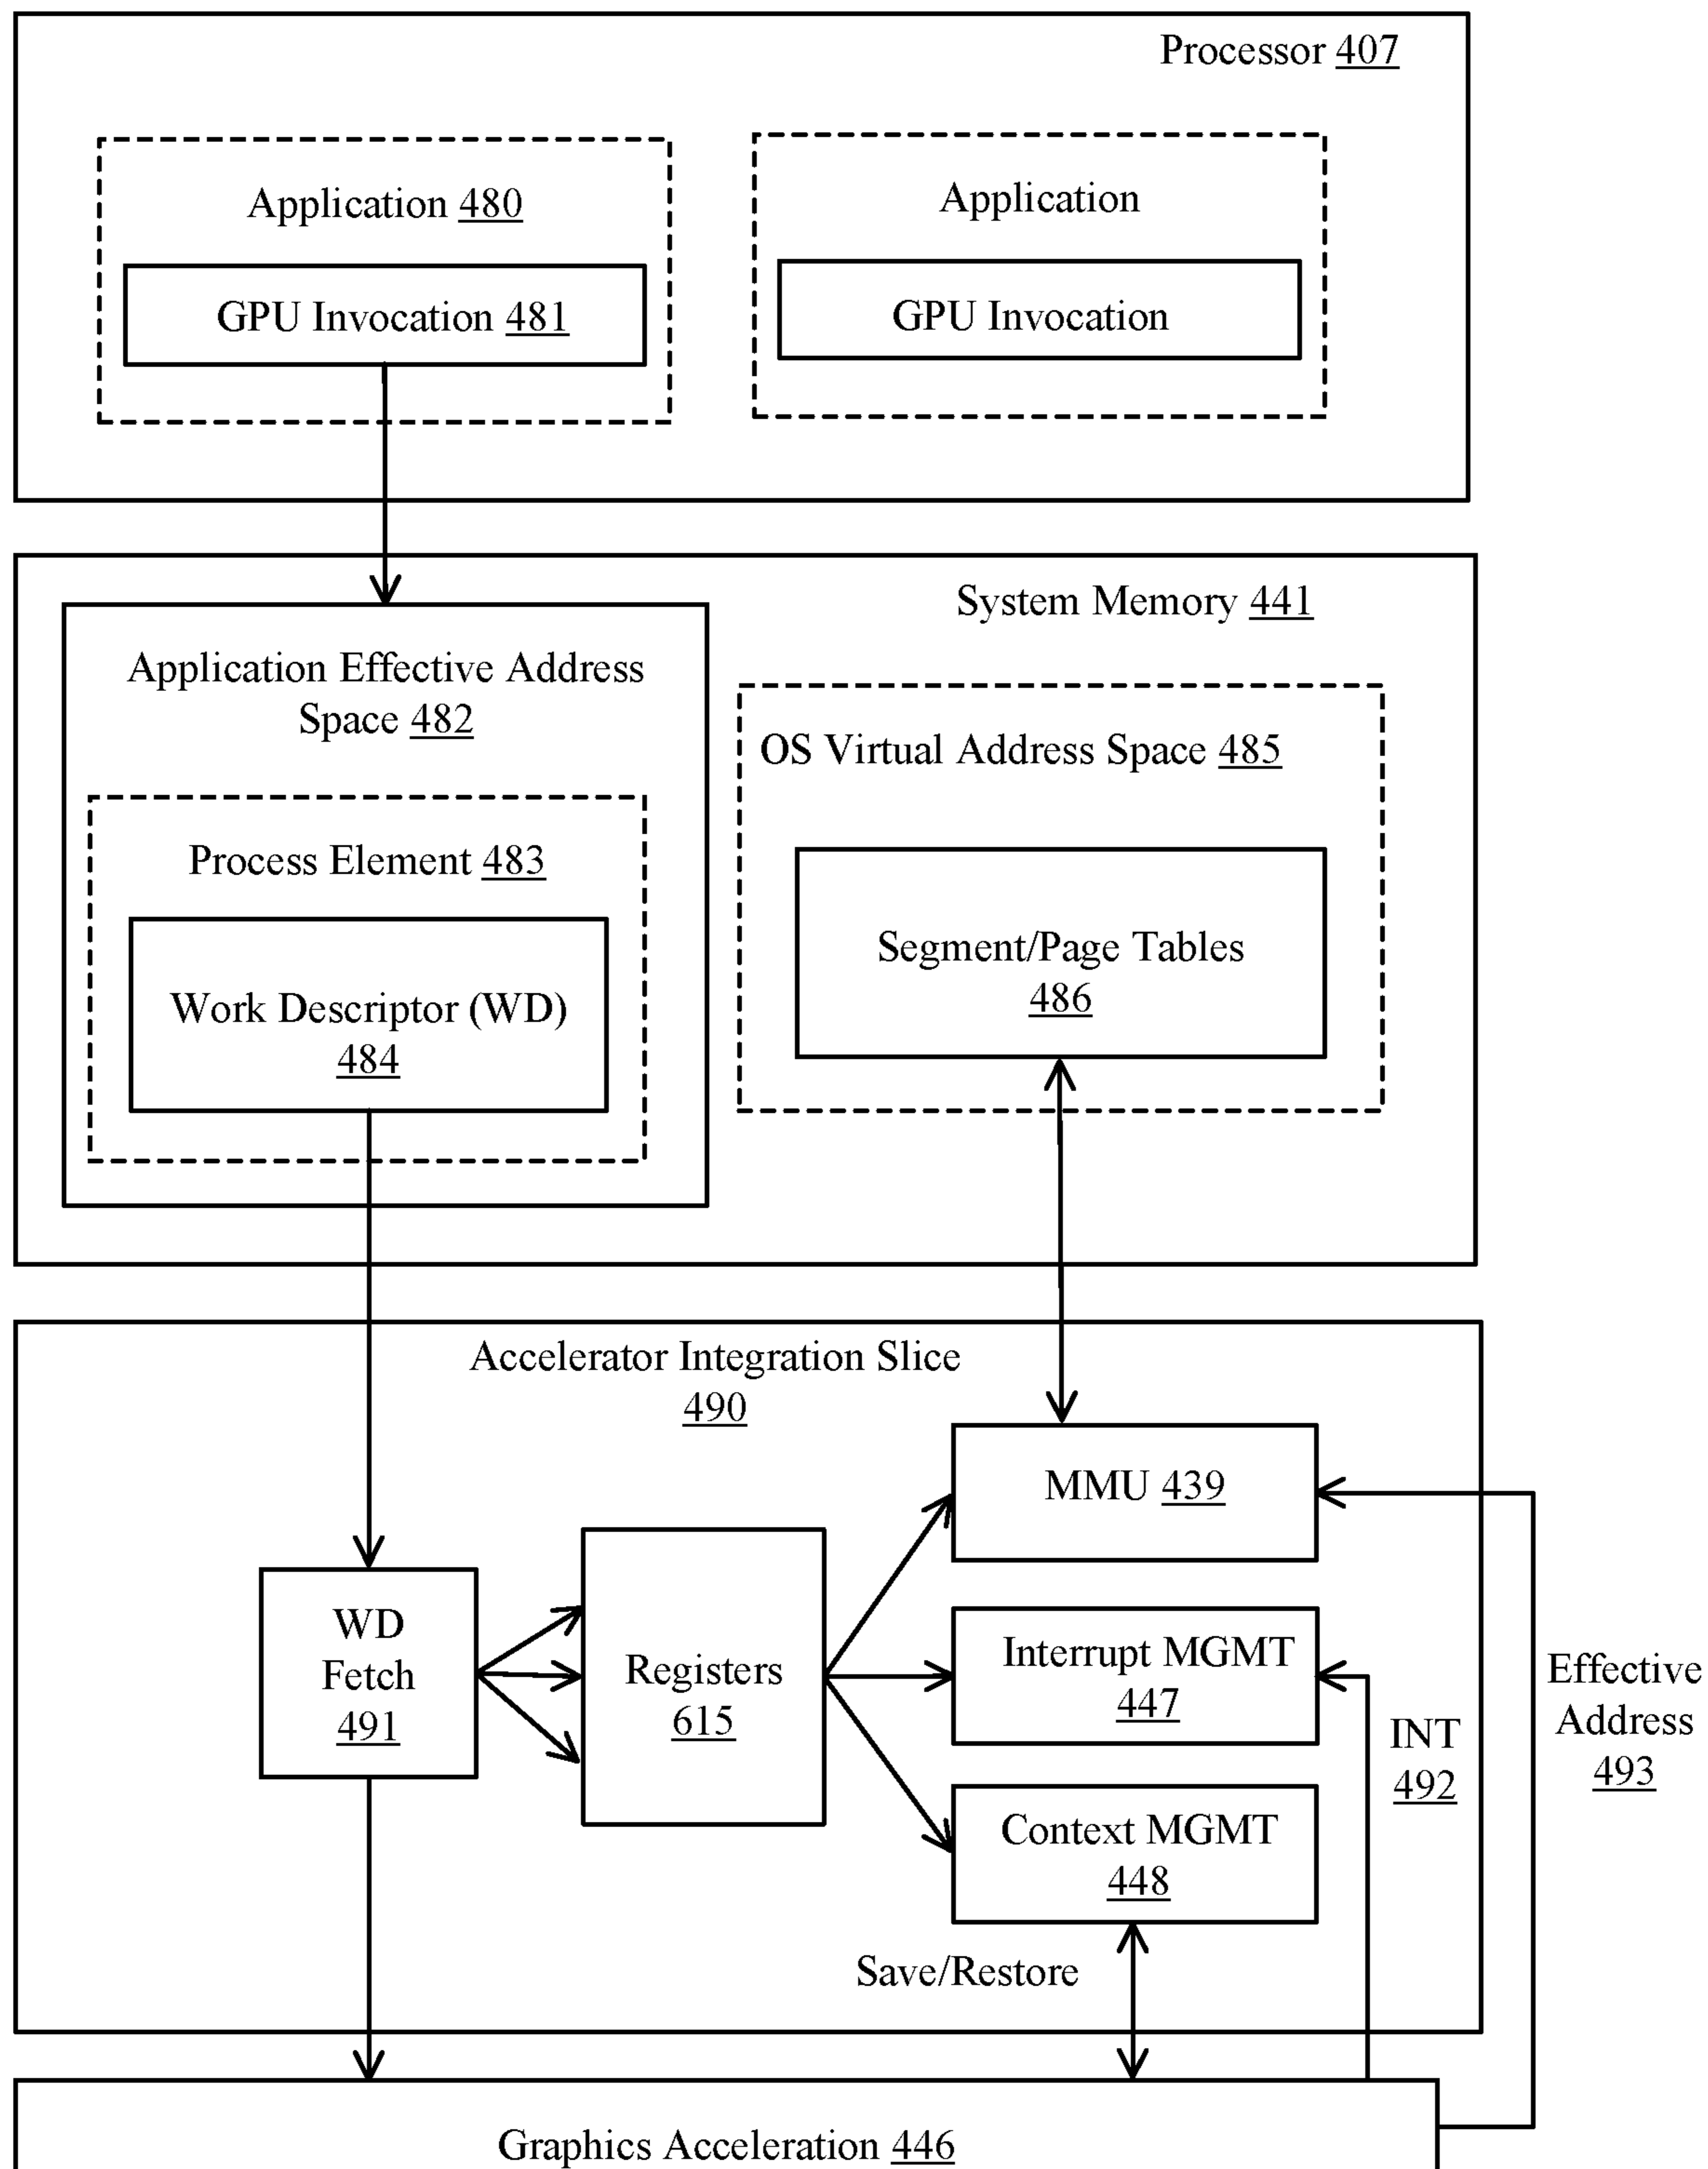 Processor 407
Application 480
GPU Invocation 481
Application
GPU Invocation
System Memory 441
Application Effective Address
Space 482
Process Element 483
Work Descriptor (WD)
484
OS Virtual Address Space 485
Segment/Page Tables
486
Accelerator Integration Slice
490
WD
Fetch
491
Registers
615
MMU 439
Interrupt MGMT
447
Context MGMT
448
Save/Restore
INT
492
Effective
Address
493
Graphics Acceleration 446